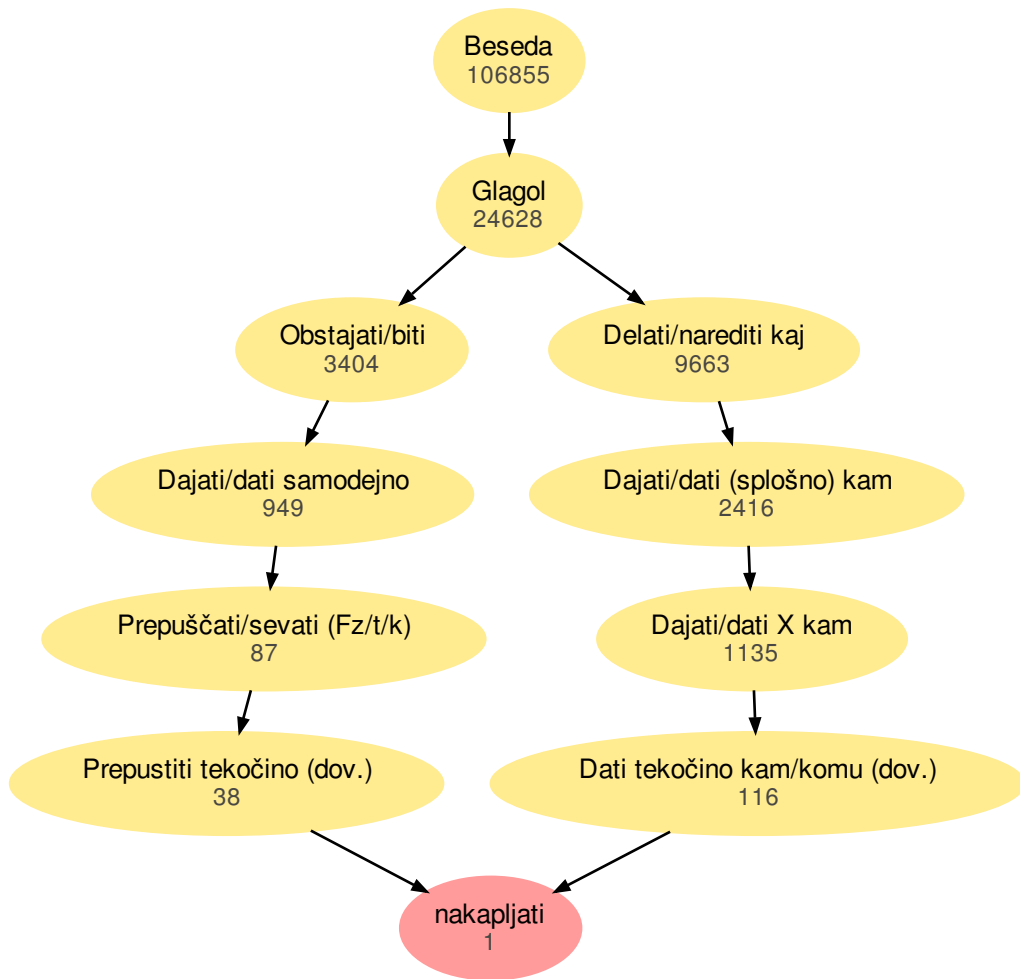 Beseda
106855
Glagol
24628
Obstajati/biti
3404
Delati/narediti kaj
9663
Dajati/dati samodejno
949
Dajati/dati (splošno) kam
2416
Prepuščati/sevati (Fz/t/k)
87
Dajati/dati X kam
1135
Prepustiti tekočino (dov.)
38
Dati tekočino kam/komu (dov.)
116
nakapljati
1